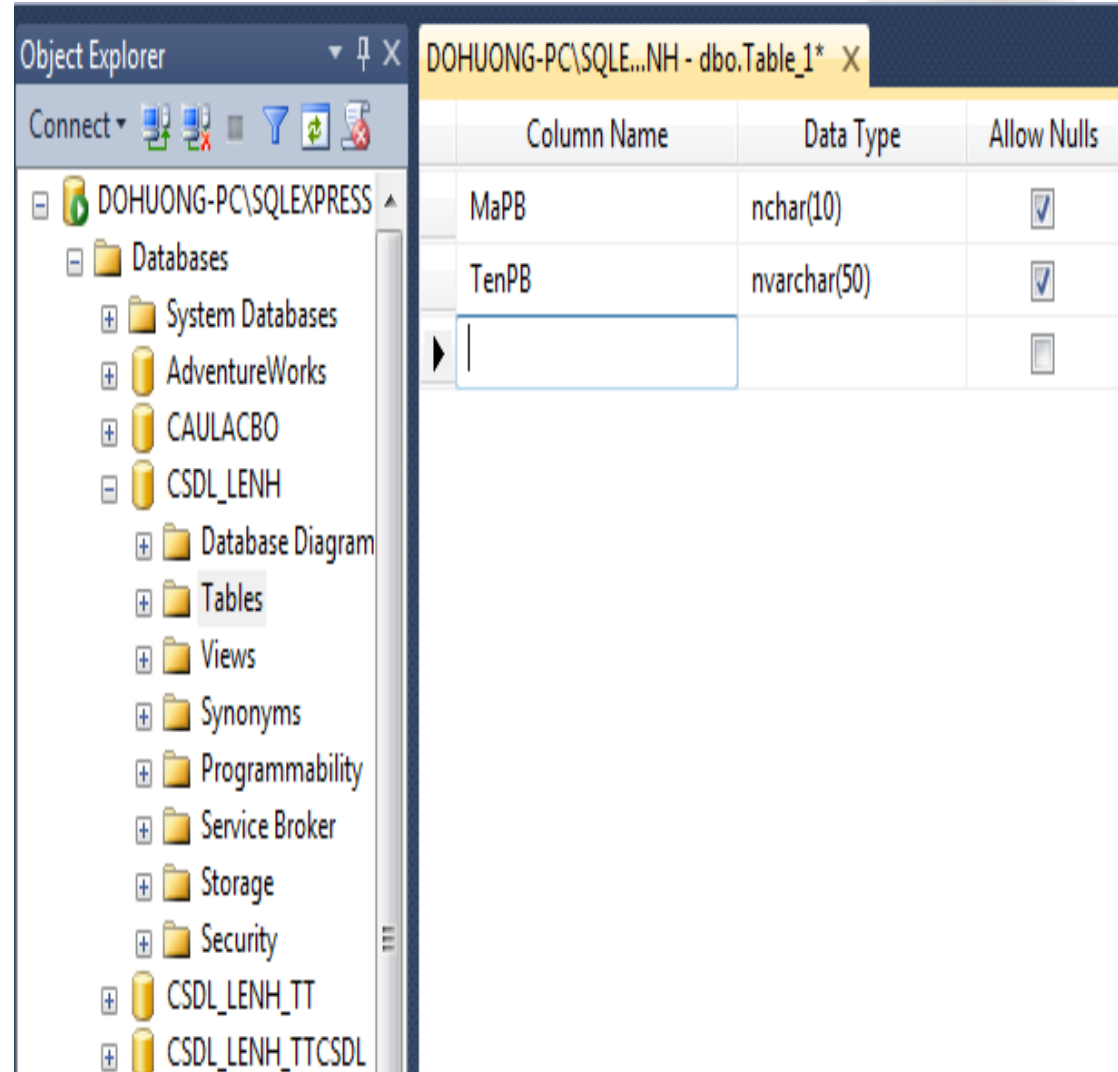 Object Explorer
Connect
DOHUONG-PC\SQLEXPRESS
Databases
System Databases
AdventureWorks
CAULACBO
CSDL_LENH
Database Diagram
Tables
Views
Synonyms
Programmability
Service Broker
Storage
Security
CSDL_LENH_TT
CSDL_LENH_TTCSDL
DOHUONG-PC\SQLE...NH - dbo.Table_1*
Column Name Data Type Allow Nulls
MaPB nchar(10)
TenPB nvarchar(50)